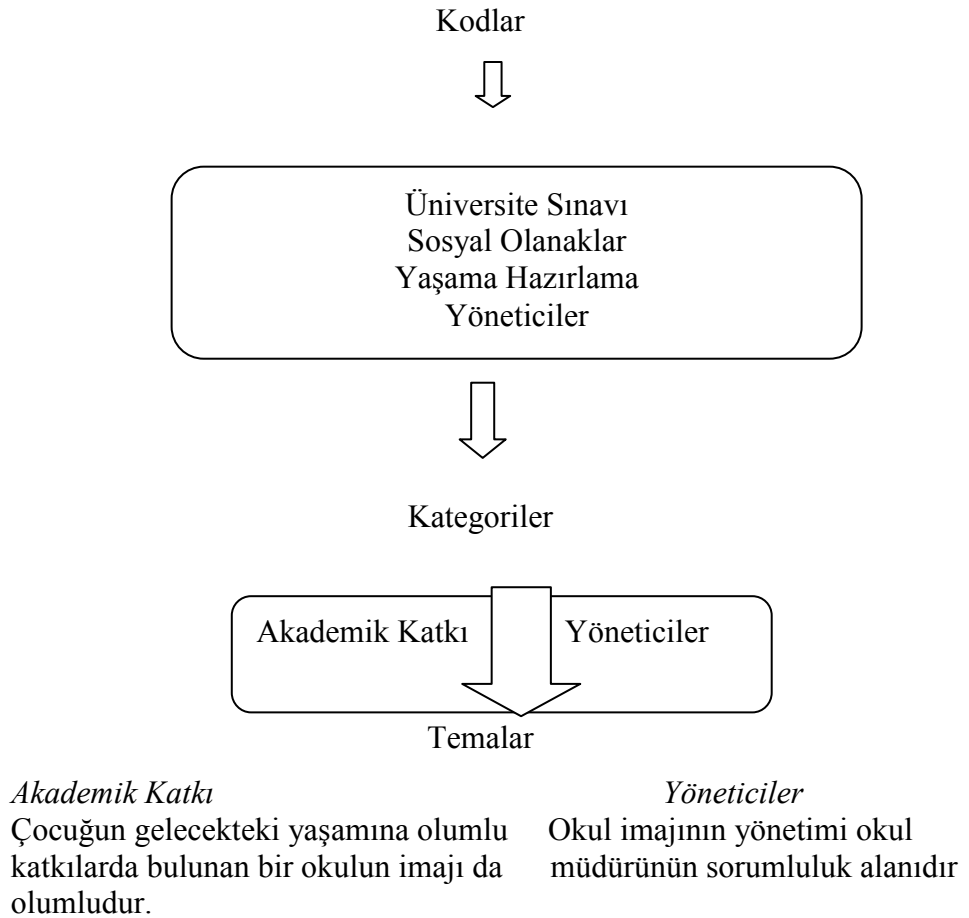 Kodlar
Üniversite Sınavı
Sosyal Olanaklar
Yaşama Hazırlama
Yöneticiler
Kategoriler
Akademik Katkı Yöneticiler
Temalar
Akademik Katkı Yöneticiler
Çocuğun gelecekteki yaşamına olumlu Okul imajının yönetimi okul
katkılarda bulunan bir okulun imajı da müdürünün sorumluluk alanıdır
olumludur.